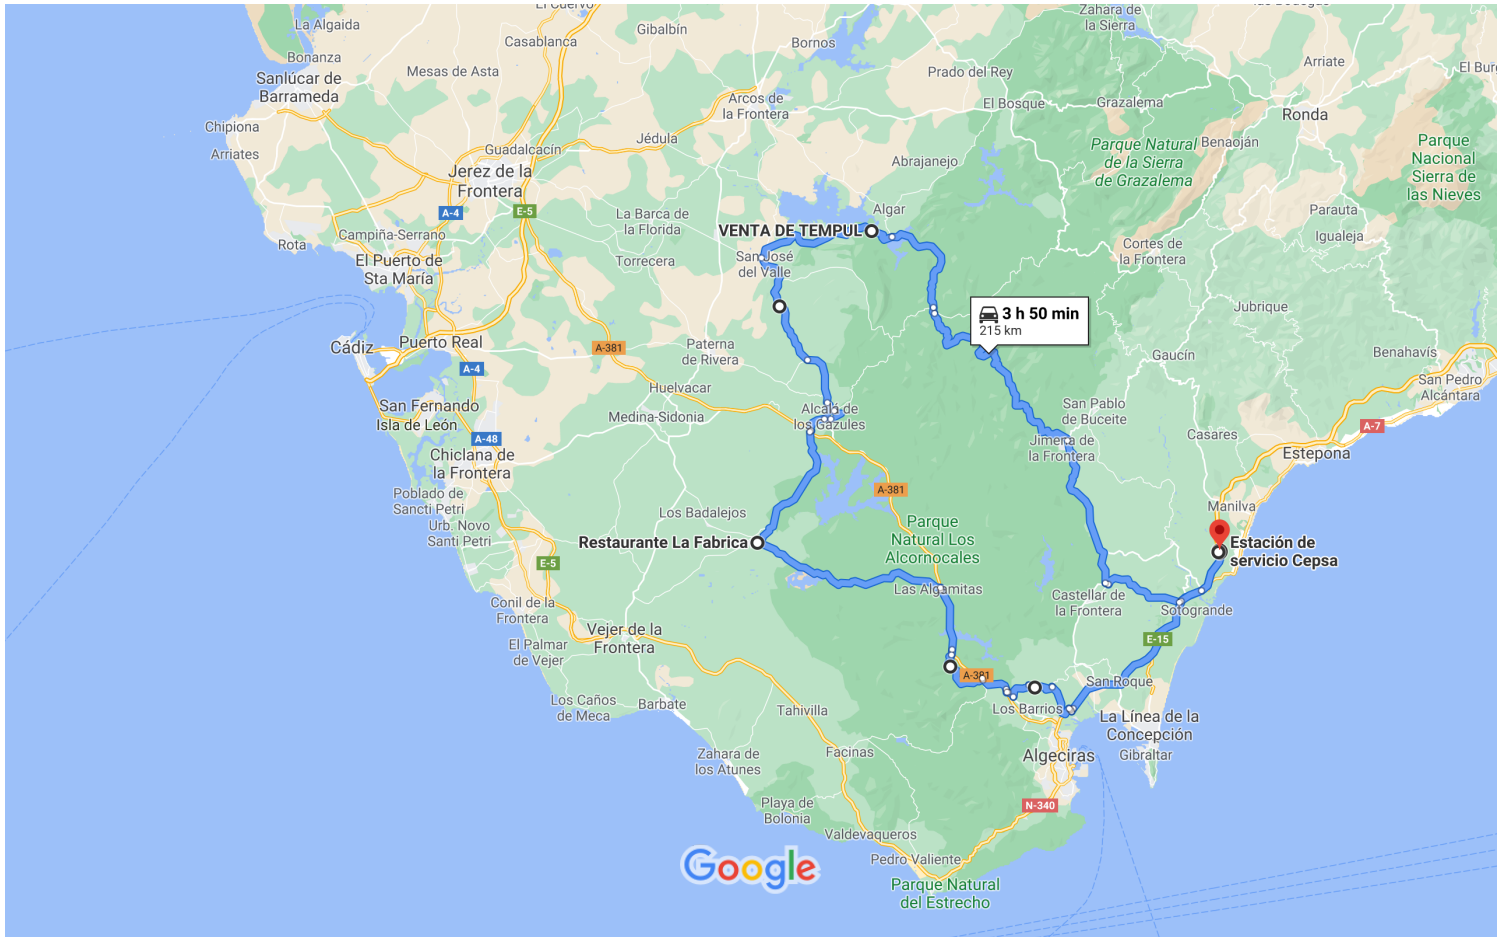 El Cuervo
La Algaida
Gibalbín
Zahara de
la Sierra
Casablanca
Bornos
Bonanza
Mesas de Asta
Prado del Rey
Arriate
El Burg
Sanlúcar de
Barrameda
Arcos de
la Frontera
El Bosque
Grazalema
Ronda
Chipiona
Jédula
Guadalcacín
Arriates
Abrajanejo
Parque Natural
de la Sierra
de Grazalema
Benaoján
Parque
Nacional
Sierra de
las Nieves
Jerez de la
Frontera
A-4
E-5
La Barca de
la Florida
Algar
Parauta
Igualeja
Rota
Campiña-Serrano
VENTA DE TEMPUL
Cortes de
la Frontera
El Puerto de
Sta María
Torrecera
San José
del Valle
Jubrique
3 h 50 min
215 km
Cádiz
Puerto Real
A-381
Paterna
de Rivera
Gaucín
Benahavís
A-4
San Pedro
Alcántara
Huelvacar
Medina-Sidonia
San Fernando
Isla de León
Alcalá de
los Gazules
San Pablo
de Buceite
A-7
A-48
Casares
Jimena de
la Frontera
Estepona
Chiclana de
la Frontera
Poblado de
Sancti Petri
A-381
Manilva
Los Badalejos
Urb. Novo
Santi Petri
Parque
Natural Los
Alcornocales
Restaurante La Fabrica
Estación de
servicio Cepsa
E-5
Las Algamitas
Castellar de
la Frontera
Sotogrande
Conil de la
Frontera
Vejer de la
Frontera
E-15
El Palmar
de Vejer
A-381
San Roque
Los Caños
de Meca
Barbate
Tahivilla
Los Barrios
La Línea de la
Concepción
Zahara de
los Atunes
Facinas
Algeciras
Gibraltar
Playa de
Bolonia
N-340
Valdevaqueros
Google
Pedro Valiente
Parque Natural
del Estrecho